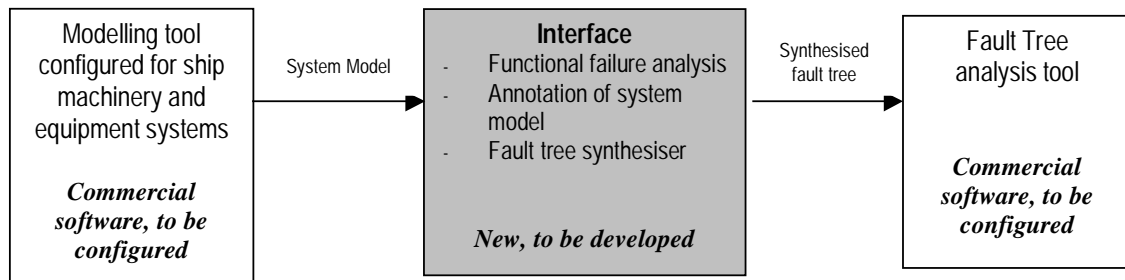 Modelling tool
configured for ship
machinery and
equipment systems
Commercial
software, to be
configured
System Model
Interface
- Functional failure analysis
- Annotation of system
model
- Fault tree synthesiser
New, to be developed
Synthesised
fault tree
Fault Tree
analysis tool
Commercial
software, to be
configured